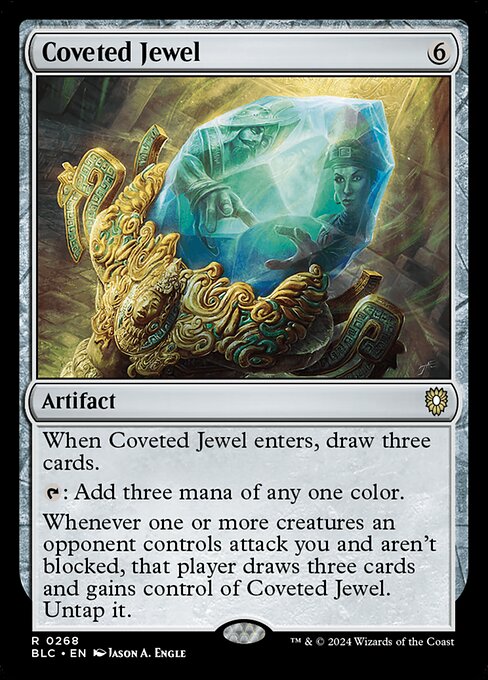 Coveted Jewel 6
Artifact
When Coveted Jewel enters, draw three
cards.
: Add three mana of any one color.
Whenever one or more creatures an
opponent controls attack you and aren't
blocked, that player draws three cards
and gains control of Coveted Jewel.
Untap it.
R 0268
BLC • EN Jason A. Engle
™ & © 2024 Wizards of the Coast